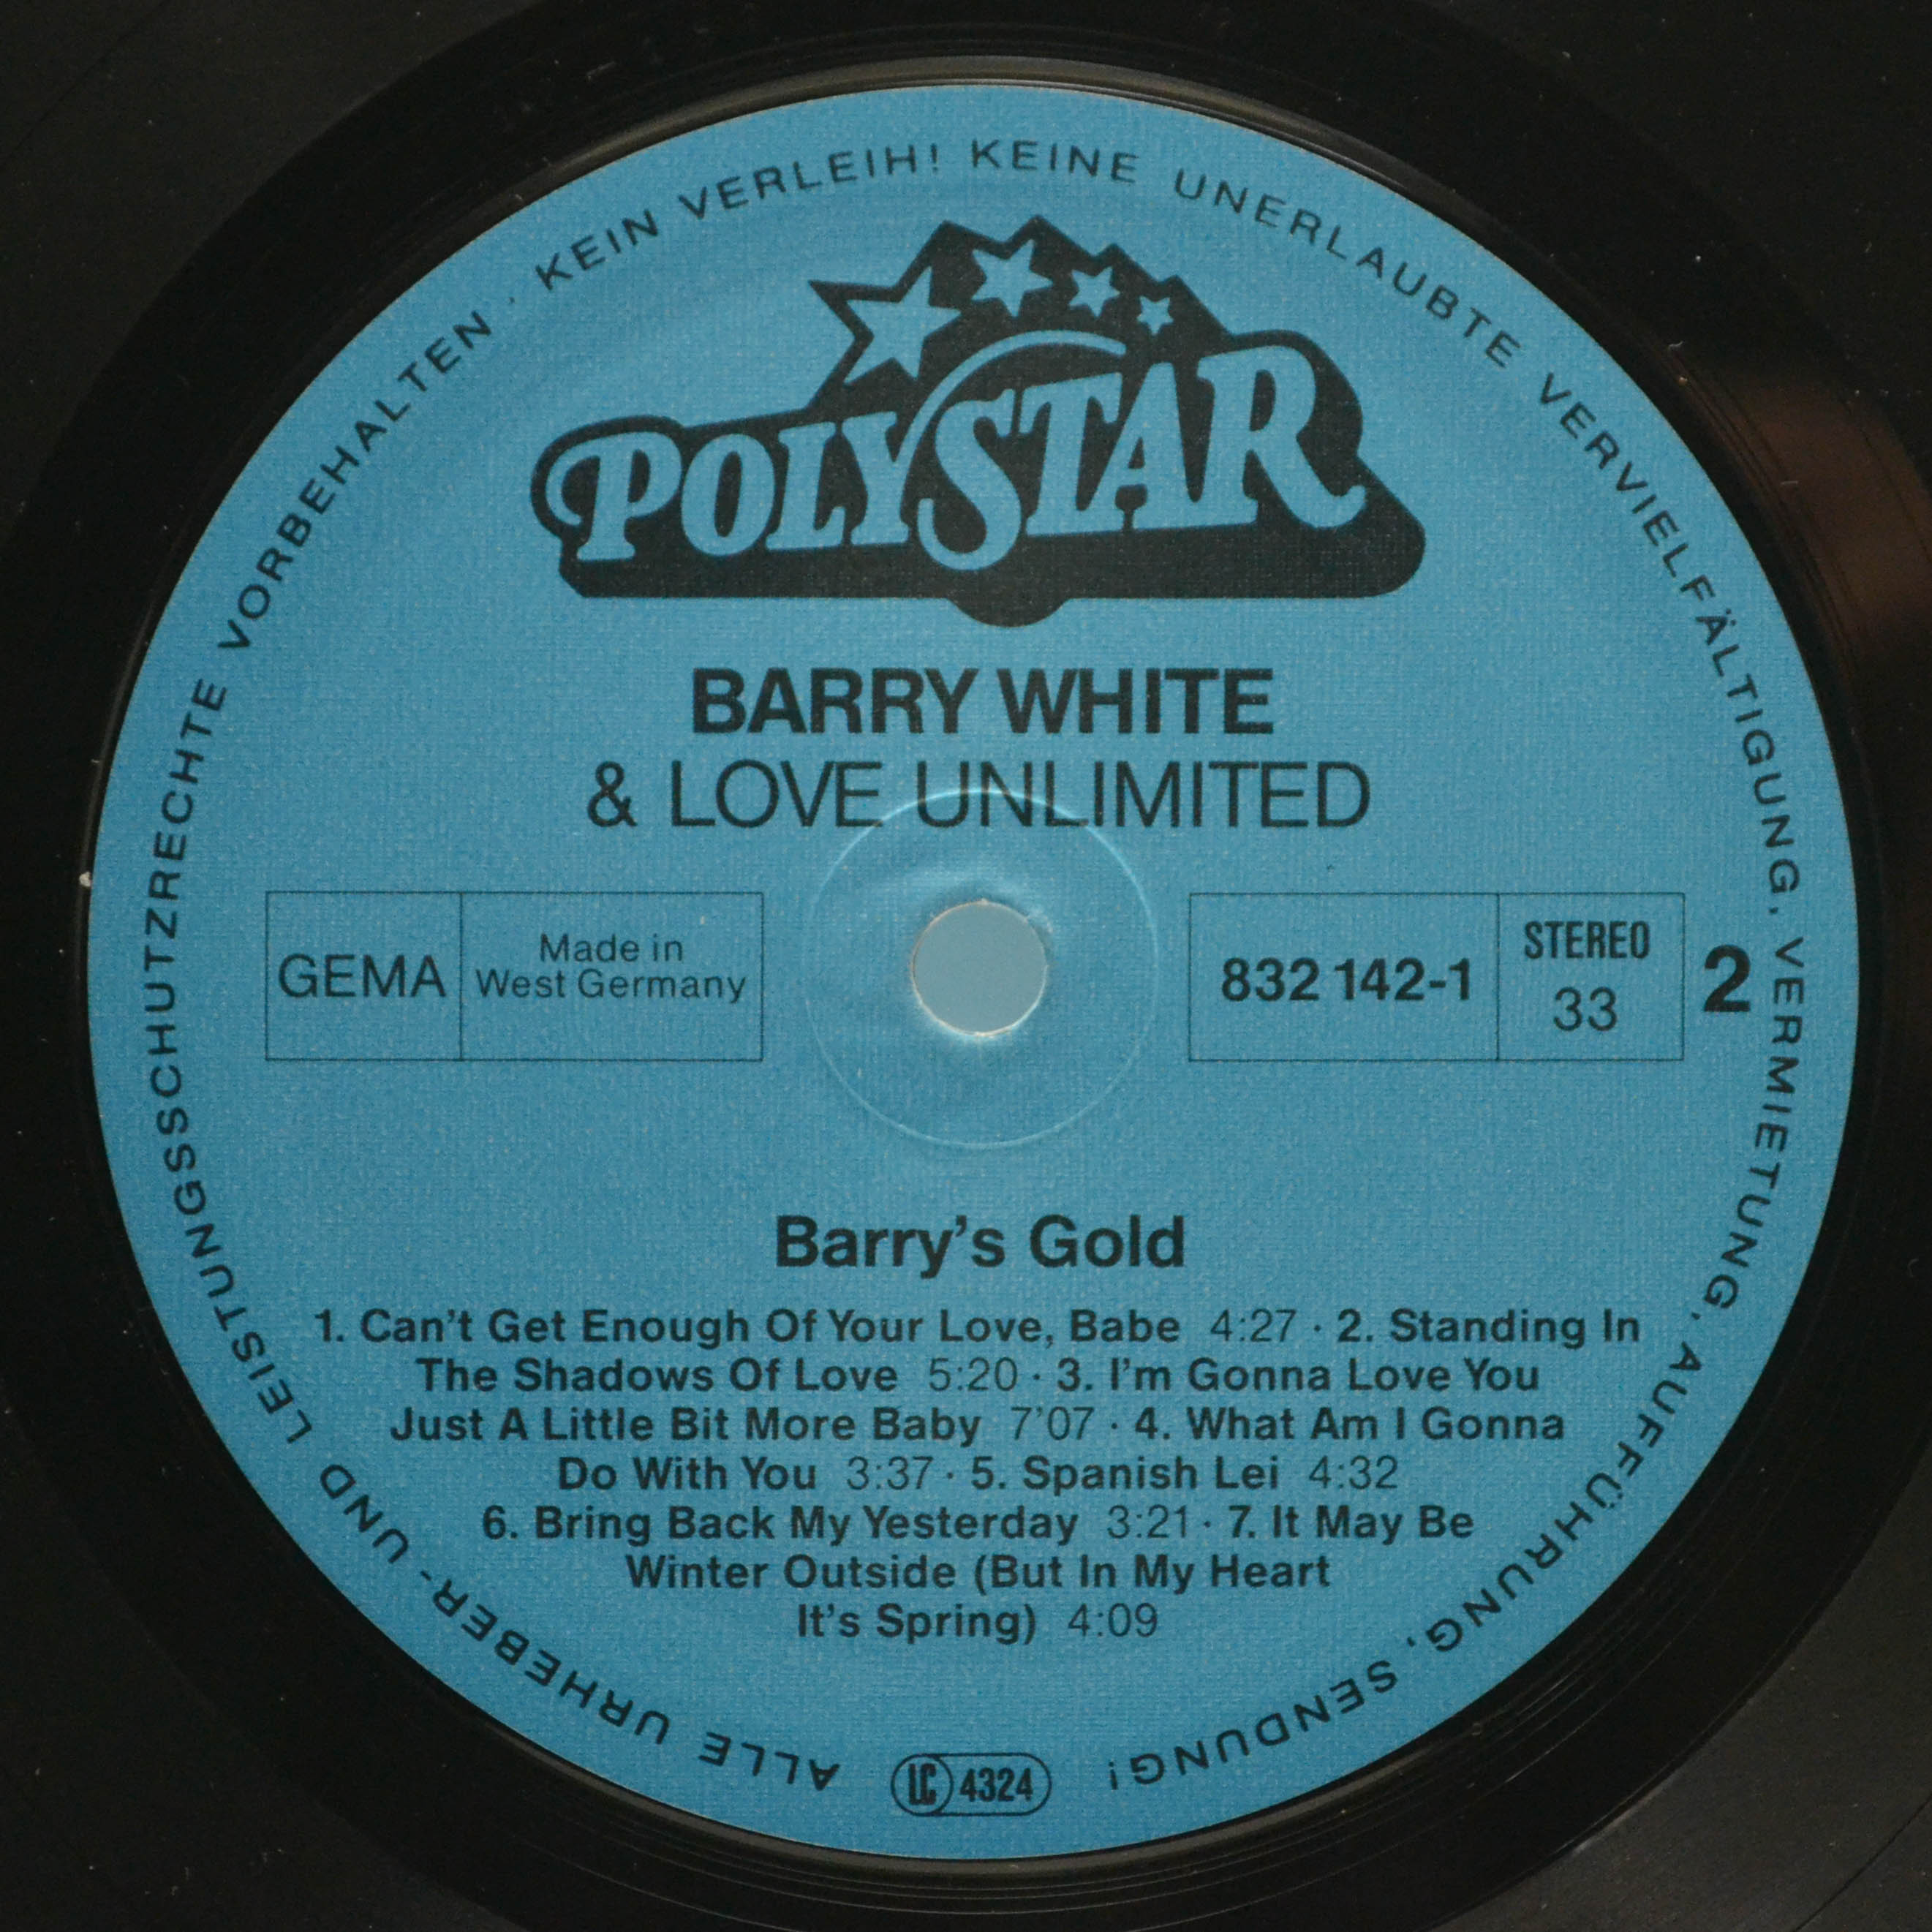 ALLE URHEBER- UND LEISTUNGSSCHUTZRECHTE VORBEHALTEN · KEIN VERLEIH! KEINE UNERLAUBTE VERVIELFÄLTIGUNG, VERMIETUNG, AUFFÜHRUNG, SENDUNG!
POLYSTAR
BARRY WHITE
& LOVE UNLIMITED
GEMA
Made in
West Germany
832 142-1
STEREO
33
2
Barry's Gold
1. Can't Get Enough Of Your Love, Babe 4:27 · 2. Standing In
The Shadows Of Love 5:20 · 3. I'm Gonna Love You
Just A Little Bit More Baby 7'07 · 4. What Am I Gonna
Do With You 3:37 · 5. Spanish Lei 4:32
6. Bring Back My Yesterday 3:21 · 7. It May Be
Winter Outside (But In My Heart
It's Spring) 4:09
LC 4324